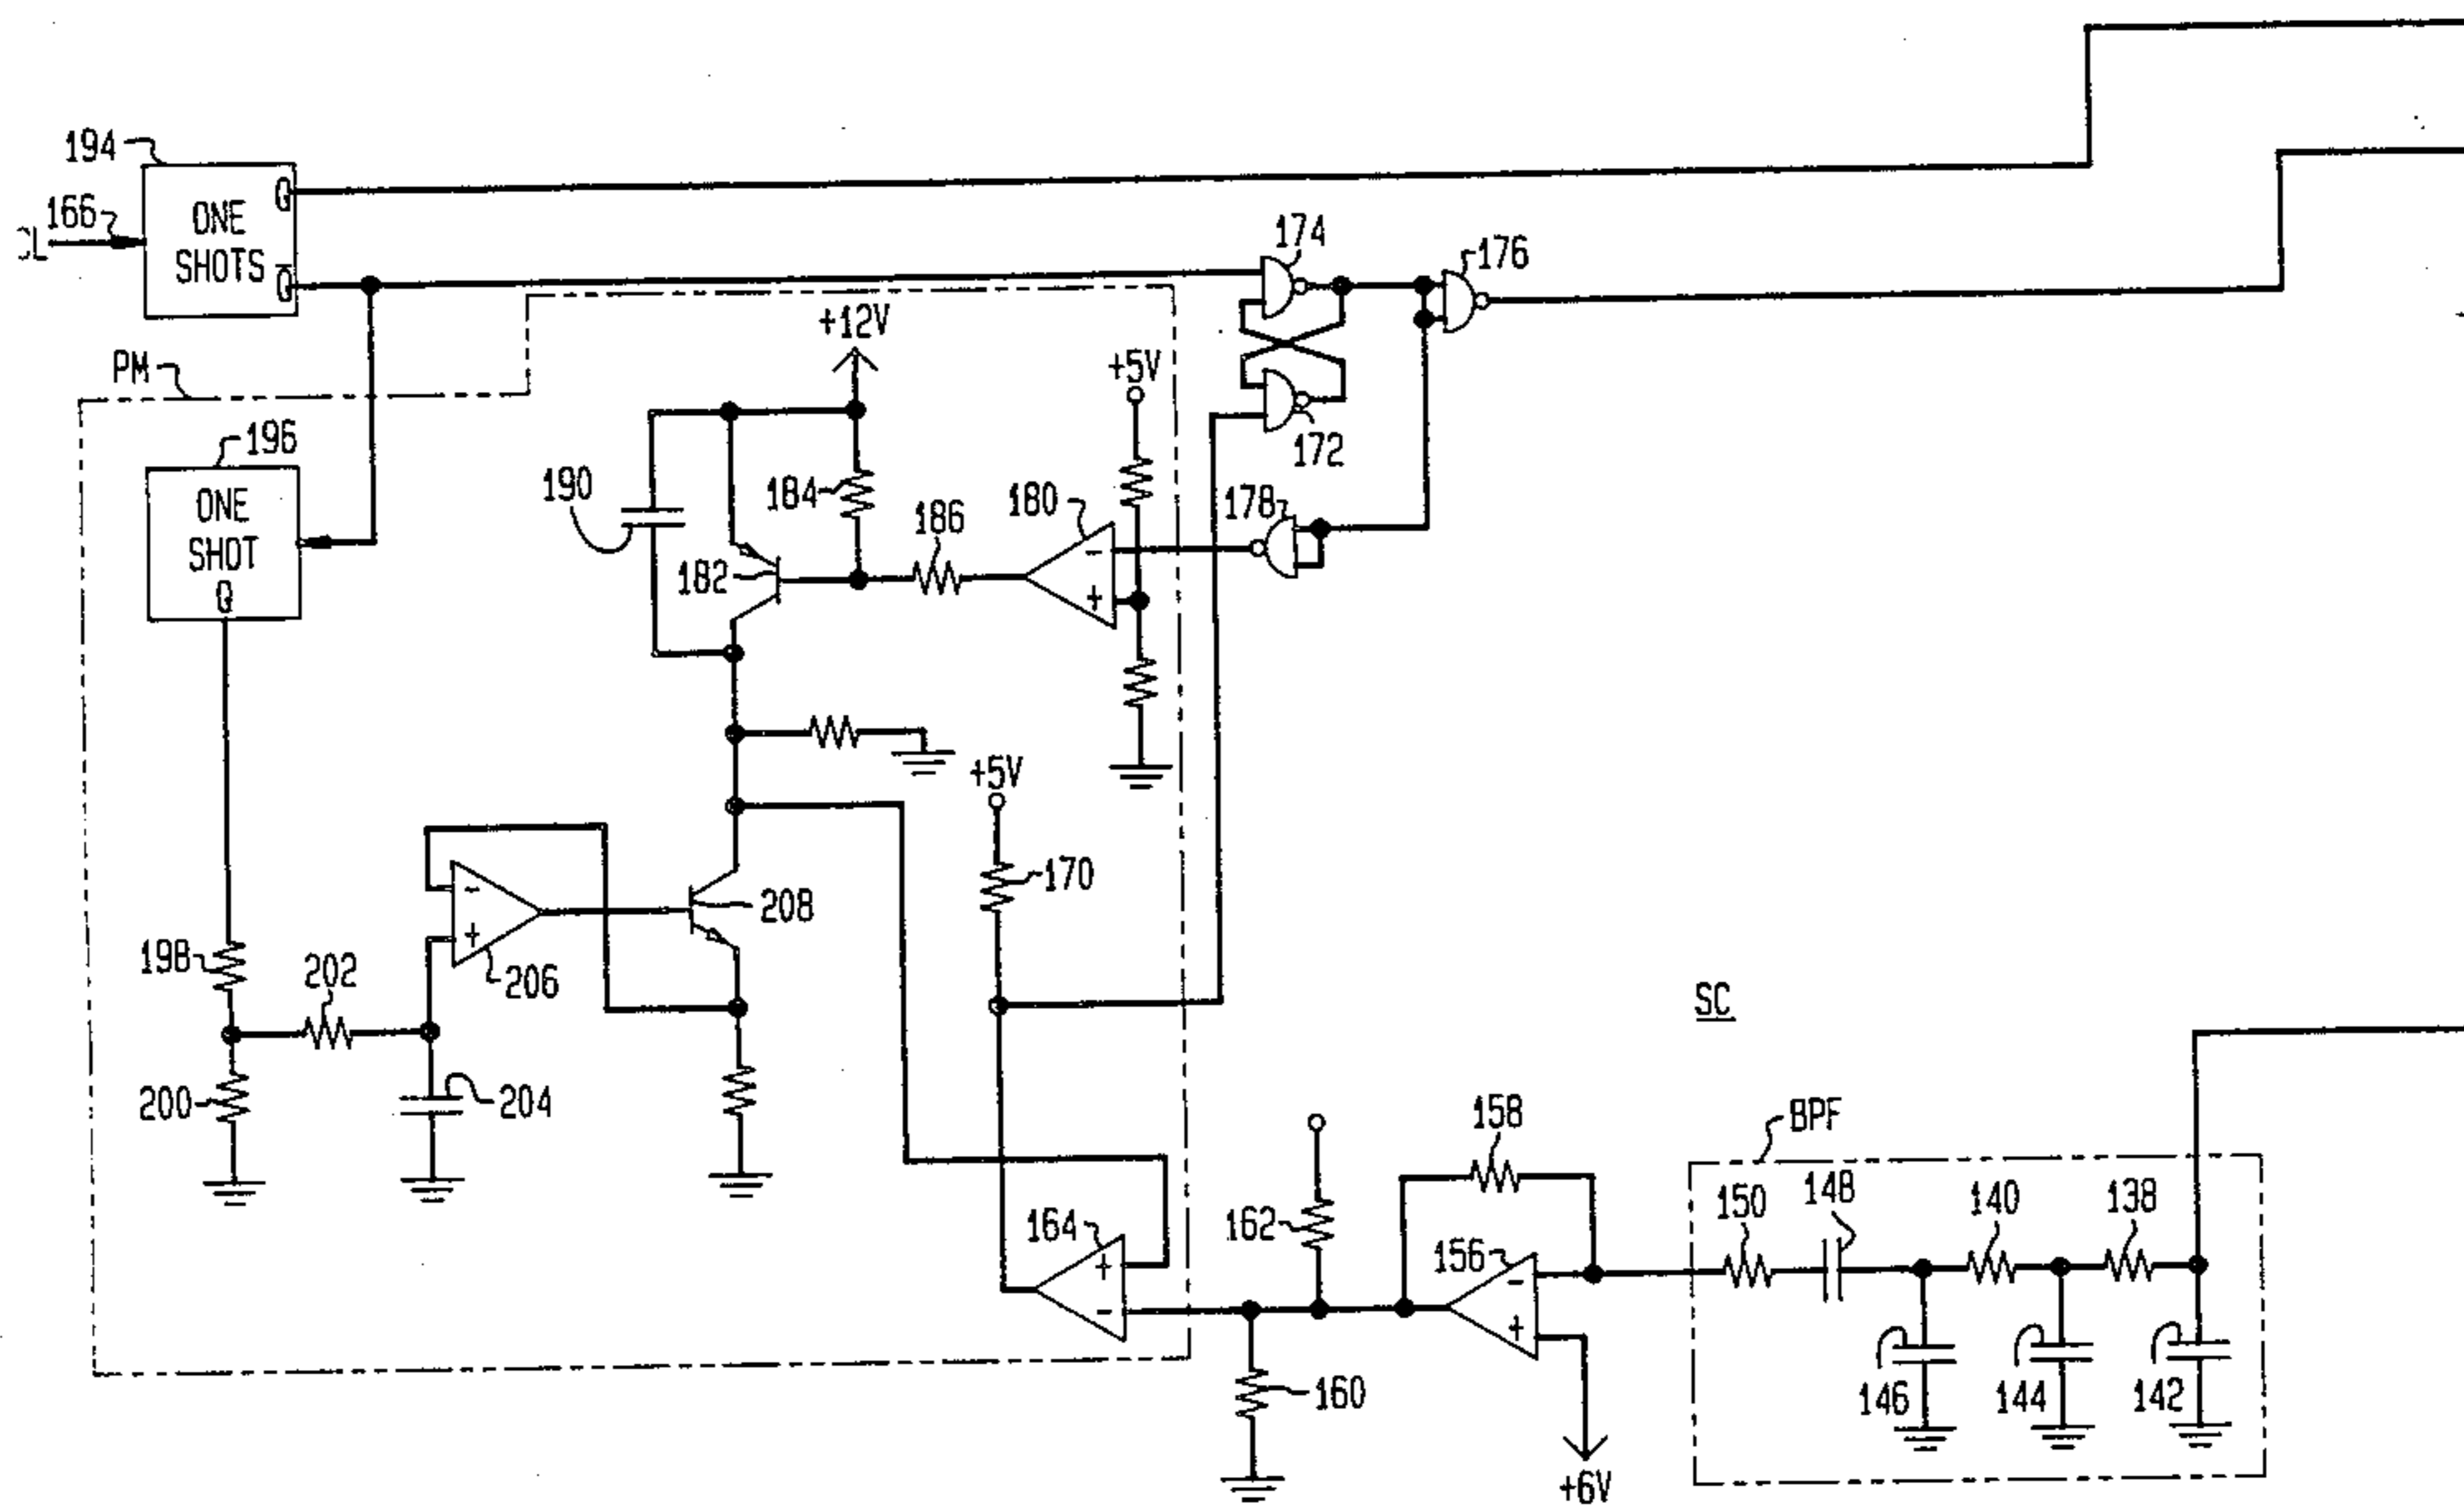 194
166
ONE
SHOTS
Q
Q̅
174
176
+12V
PM
+5V
196
172
190
184
186
180
178
ONE
SHOT
Q
182
-
+
+5V
170
-
+
208
198
202
206
SC
200
204
158
BPF
164
162
156
150
148
140
138
+
-
-
+
160
146
144
142
+6V